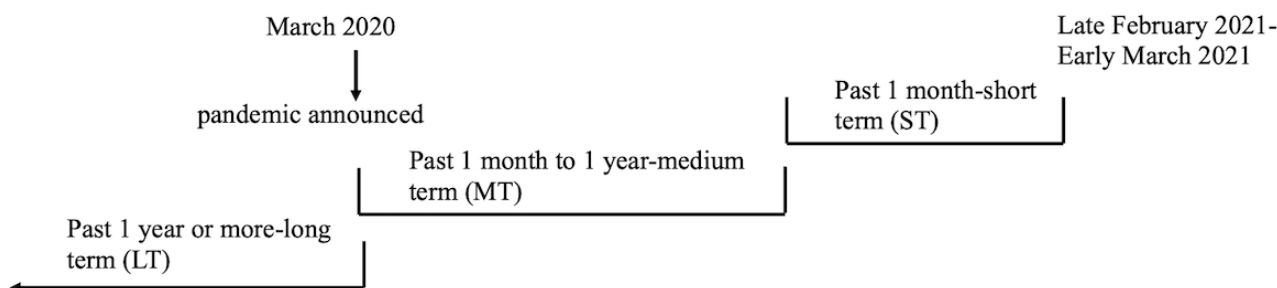 March 2020
Late February 2021-
Early March 2021
pandemic announced
Past 1 month-short
term (ST)
Past 1 month to 1 year-medium
term (MT)
Past 1 year or more-long
term (LT)